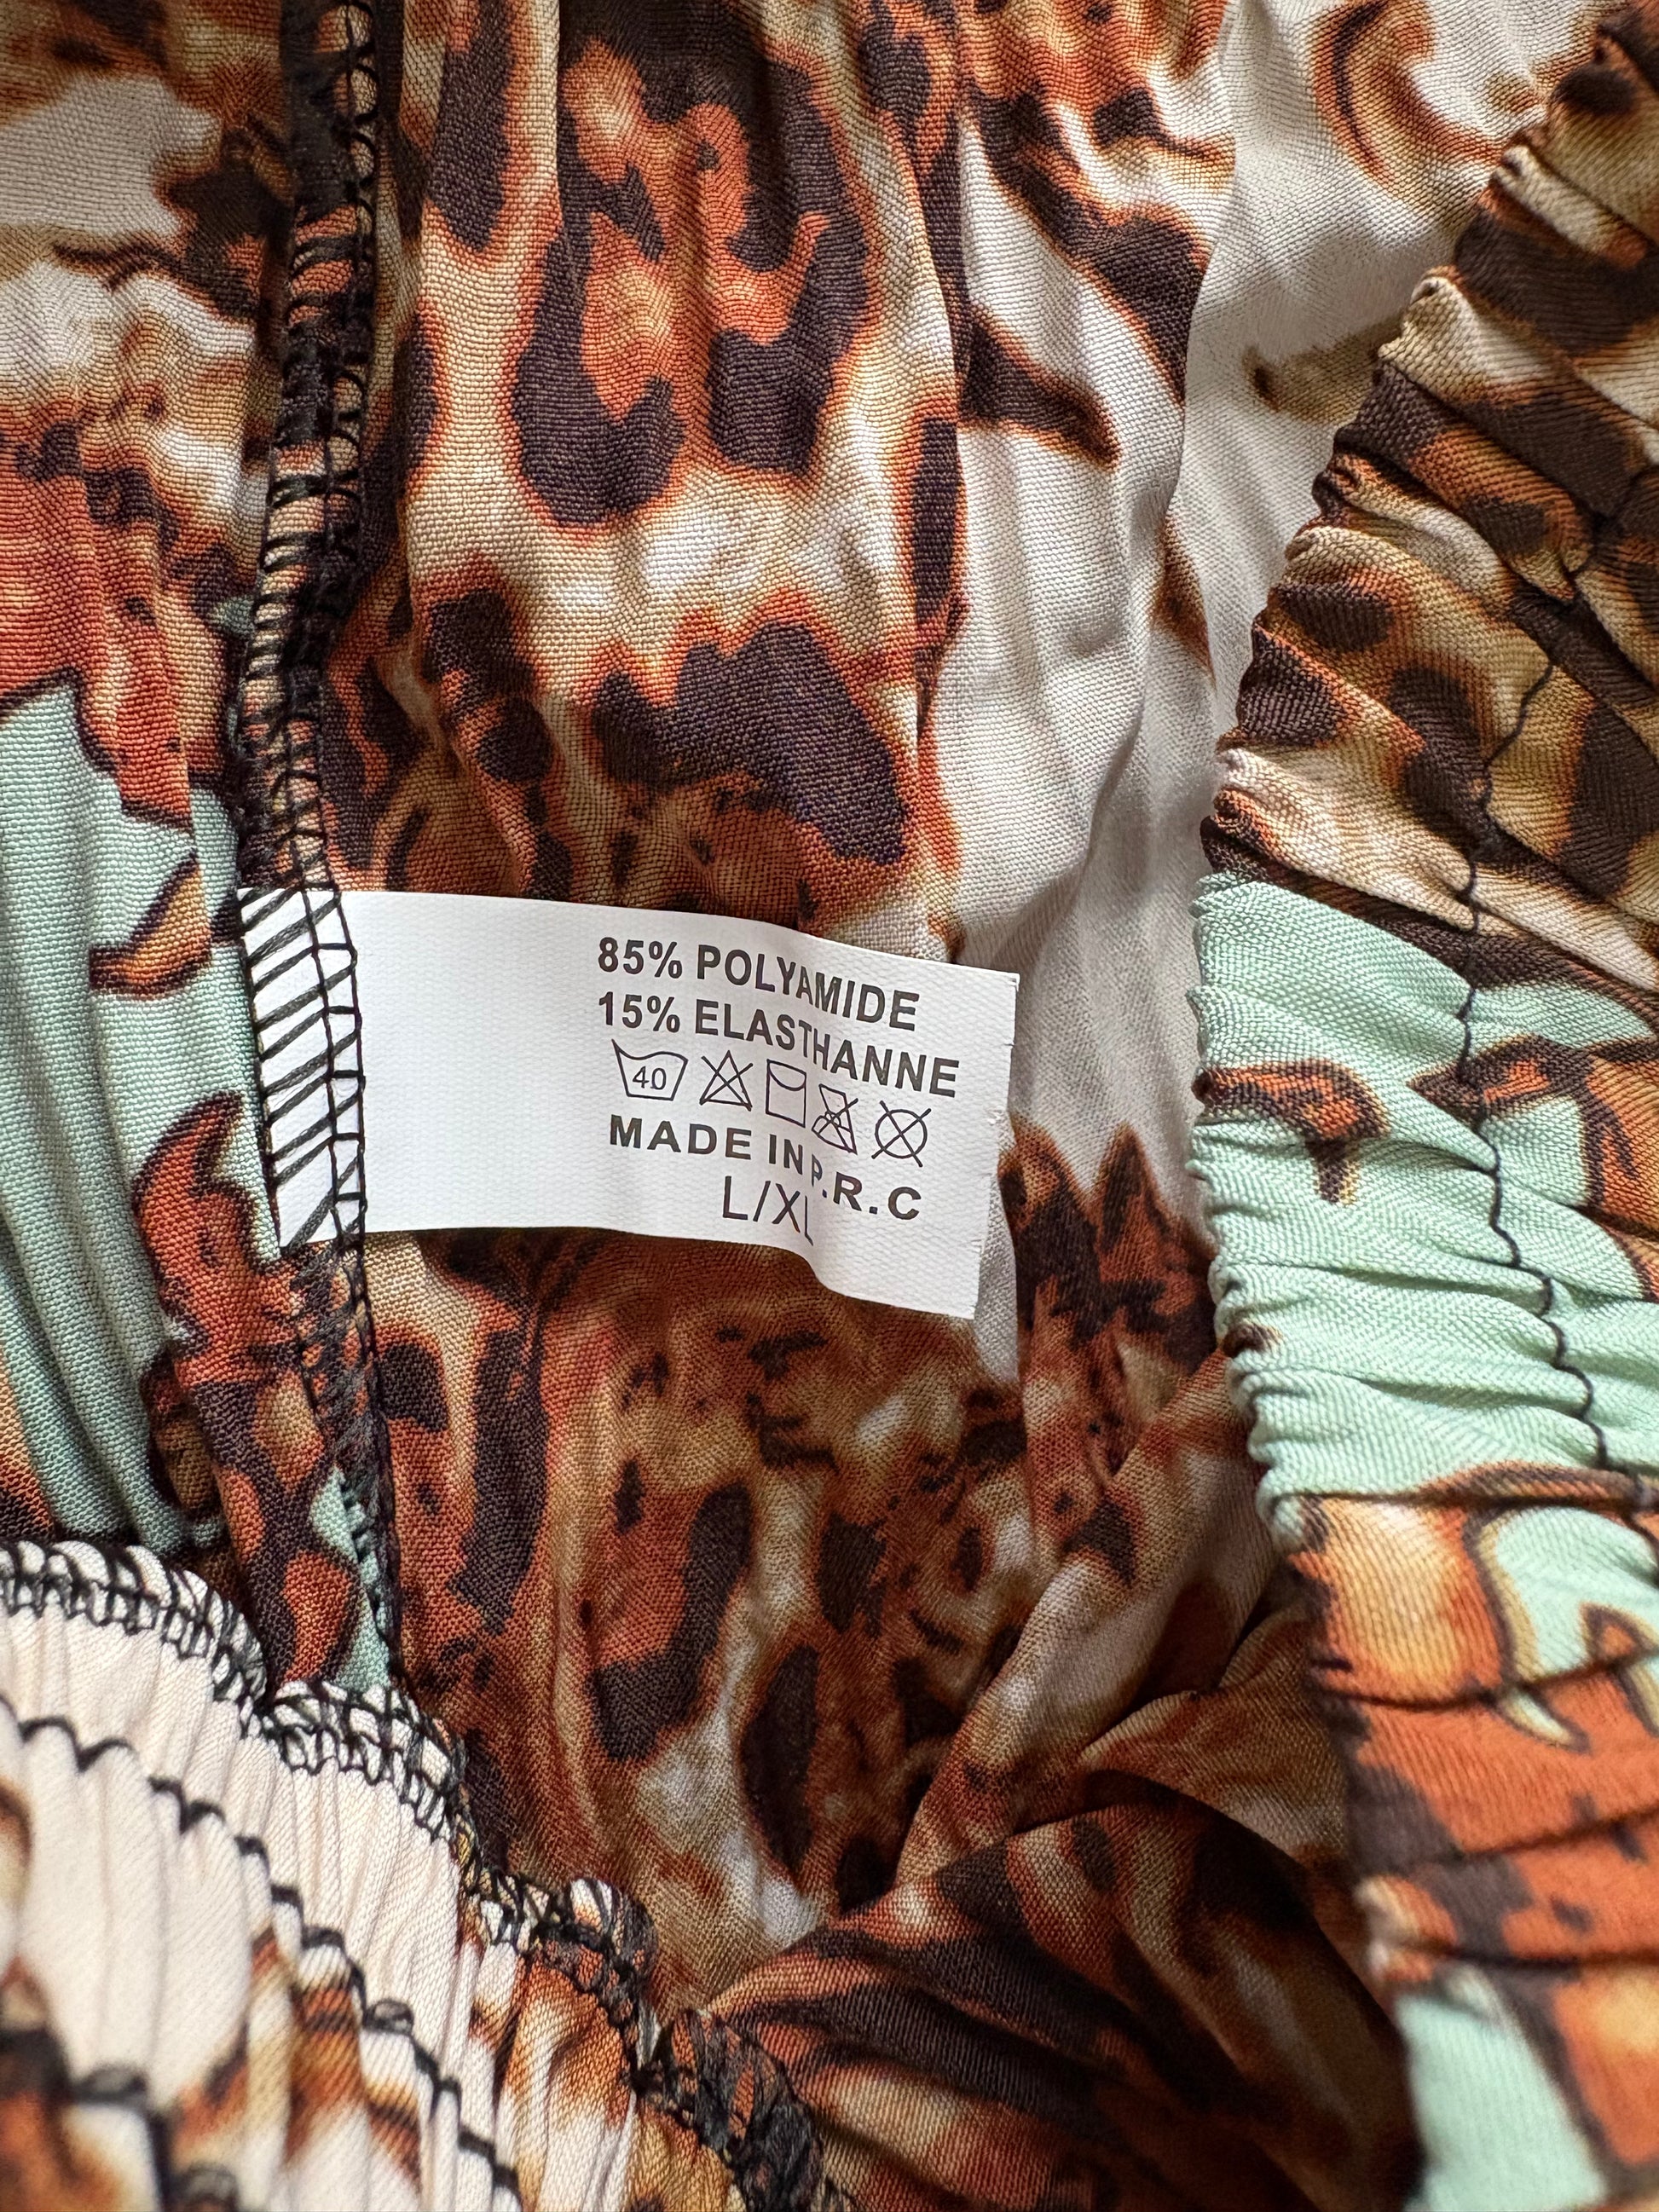 85% POLYAMIDE
15% ELASTHANNE
40
MADE IN P.R.C
L/XL